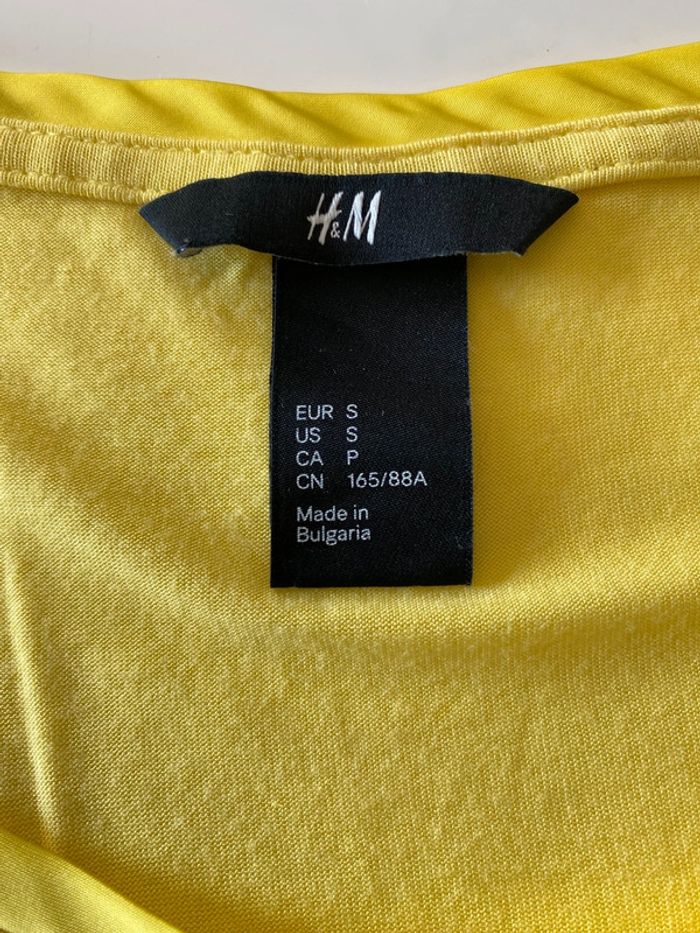 H&M
EUR S
US S
CA P
CN 165/88A
Made in
Bulgaria